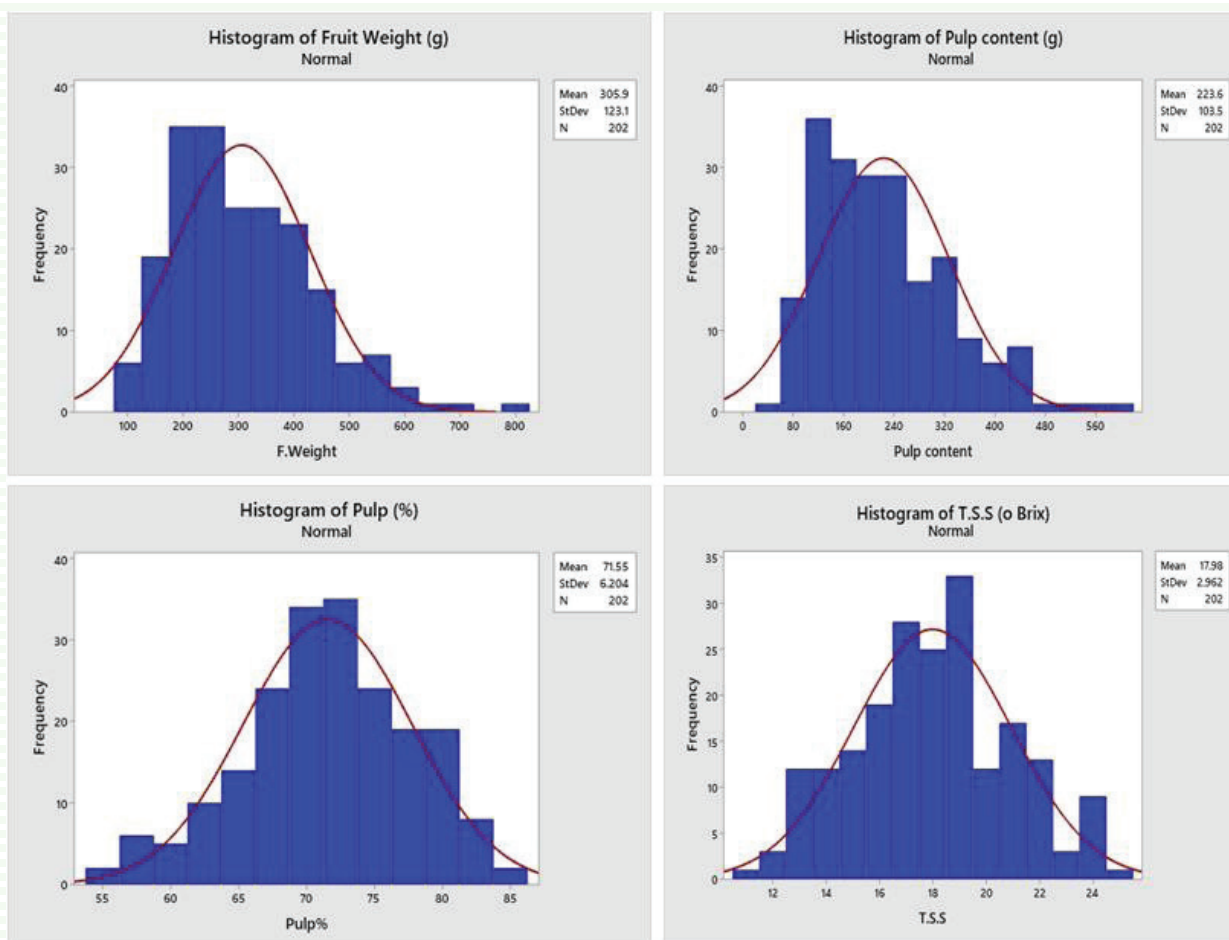 Histogram of Fruit Weight (g)
Normal
Mean 305.9
StDev 123.1
N 202
Frequency
40
30
20
10
0
100 200 300 400 500 600 700 800
F.Weight
Histogram of Pulp content (g)
Normal
Mean 223.6
StDev 103.5
N 202
Frequency
40
30
20
10
0
0 80 160 240 320 400 480 560
Pulp content
Histogram of Pulp (%)
Normal
Mean 71.55
StDev 6.204
N 202
Frequency
40
30
20
10
0
55 60 65 70 75 80 85
Pulp%
Histogram of T.S.S (o Brix)
Normal
Mean 17.98
StDev 2.962
N 202
Frequency
35
30
25
20
15
10
5
0
12 14 16 18 20 22 24
T.S.S